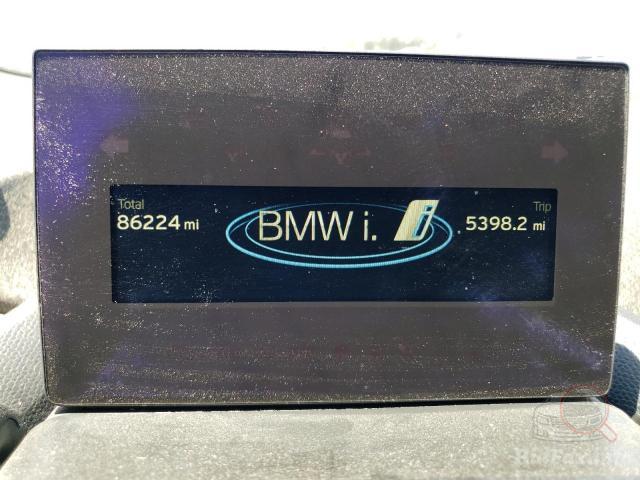 Total
Trip
86224 mi
BMW i.
5398.2 mi